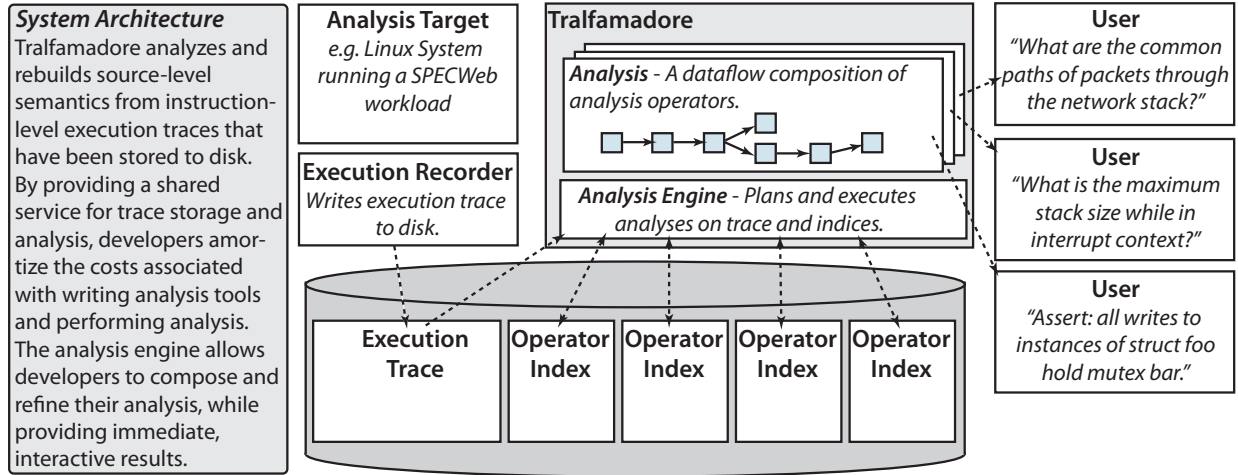 System Architecture
Tralfamadore analyzes and
rebuilds source-level
semantics from instruction-
level execution traces that
have been stored to disk.
By providing a shared
service for trace storage and
analysis, developers amor-
tize the costs associated
with writing analysis tools
and performing analysis.
The analysis engine allows
developers to compose and
refine their analysis, while
providing immediate,
interactive results.
Analysis Target
e.g. Linux System
running a SPECWeb
workload
Execution Recorder
Writes execution trace
to disk.
Tralfamadore
Analysis - A dataflow composition of
analysis operators.
Analysis Engine - Plans and executes
analyses on trace and indices.
Execution
Trace
Operator
Index
Operator
Index
Operator
Index
Operator
Index
User
“What are the common
paths of packets through
the network stack?”
User
“What is the maximum
stack size while in
interrupt context?”
User
“Assert: all writes to
instances of struct foo
hold mutex bar.”